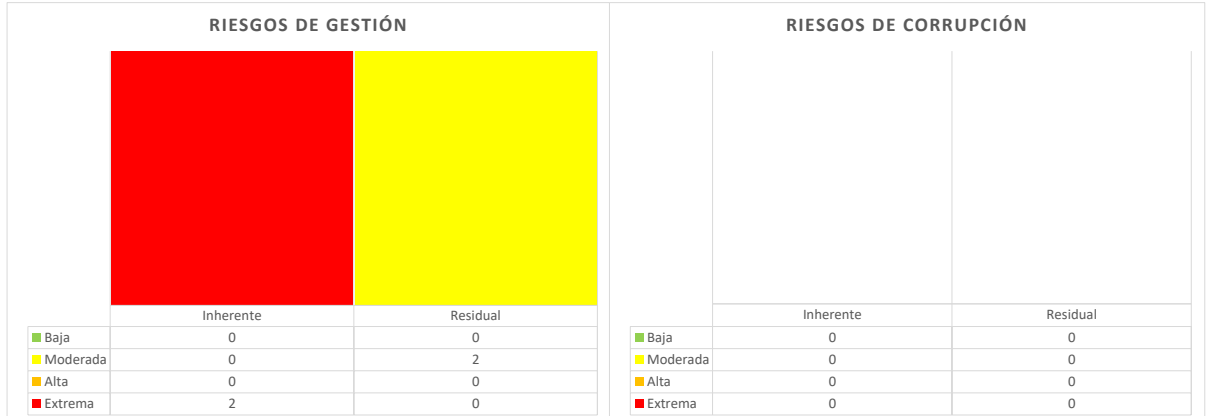 RIESGOS DE GESTIÓN
Inherente Residual
Baja 0 0
Moderada 0 2
Alta 0 0
Extrema 2 0
RIESGOS DE CORRUPCIÓN
Inherente Residual
Baja 0 0
Moderada 0 0
Alta 0 0
Extrema 0 0